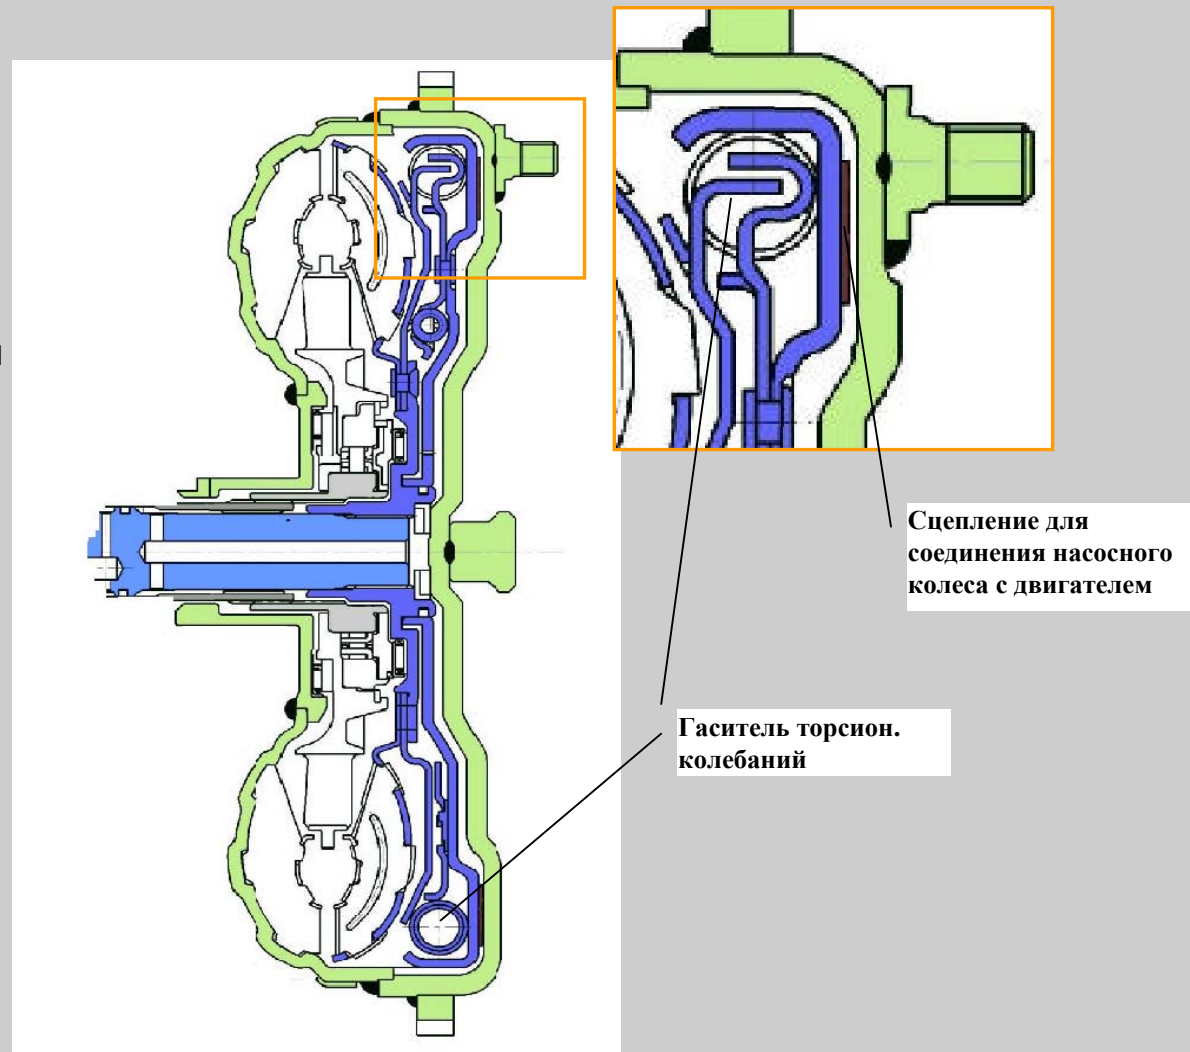 Сцепление для
соединения насосного
колеса с двигателем
Гаситель торсион.
колебаний